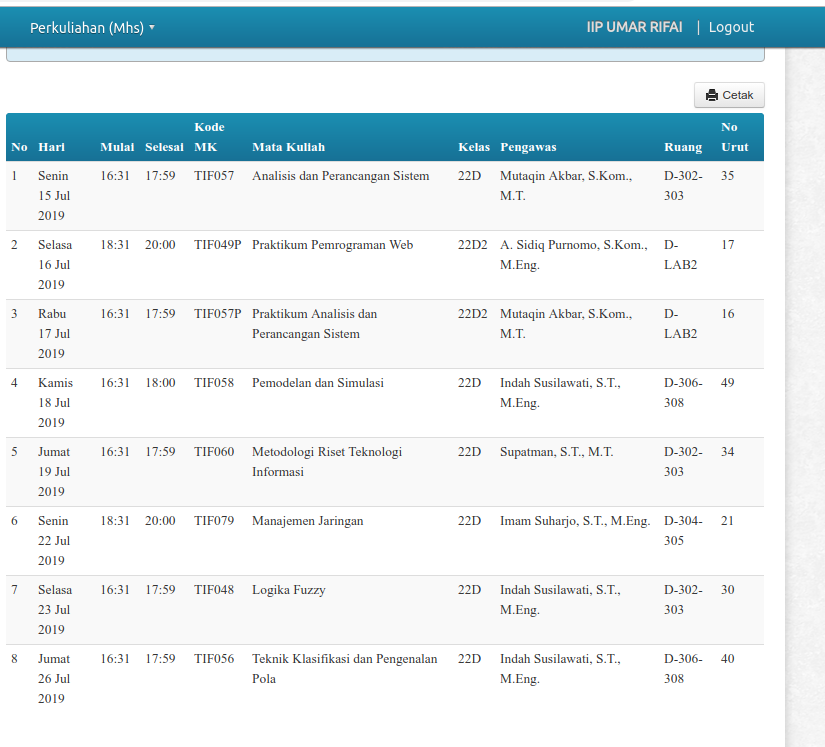 Perkuliahan (Mhs)
IIP UMAR RIFAI | Logout
Cetak
No Hari Mulai Selesai Kode MK Mata Kuliah Kelas Pengawas Ruang No Urut
1 Senin 15 Jul 2019 16:31 17:59 TIF057 Analisis dan Perancangan Sistem 22D Mutaqin Akbar, S.Kom., M.T. D-302-303 35
2 Selasa 16 Jul 2019 18:31 20:00 TIF049P Praktikum Pemrograman Web 22D2 A. Sidiq Purnomo, S.Kom., M.Eng. D-LAB2 17
3 Rabu 17 Jul 2019 16:31 17:59 TIF057P Praktikum Analisis dan Perancangan Sistem 22D2 Mutaqin Akbar, S.Kom., M.T. D-LAB2 16
4 Kamis 18 Jul 2019 16:31 18:00 TIF058 Pemodelan dan Simulasi 22D Indah Susilawati, S.T., M.Eng. D-306-308 49
5 Jumat 19 Jul 2019 16:31 17:59 TIF060 Metodologi Riset Teknologi Informasi 22D Supatman, S.T., M.T. D-302-303 34
6 Senin 22 Jul 2019 18:31 20:00 TIF079 Manajemen Jaringan 22D Imam Suharjo, S.T., M.Eng. D-304-305 21
7 Selasa 23 Jul 2019 16:31 17:59 TIF048 Logika Fuzzy 22D Indah Susilawati, S.T., M.Eng. D-302-303 30
8 Jumat 26 Jul 2019 16:31 17:59 TIF056 Teknik Klasifikasi dan Pengenalan Pola 22D Indah Susilawati, S.T., M.Eng. D-306-308 40